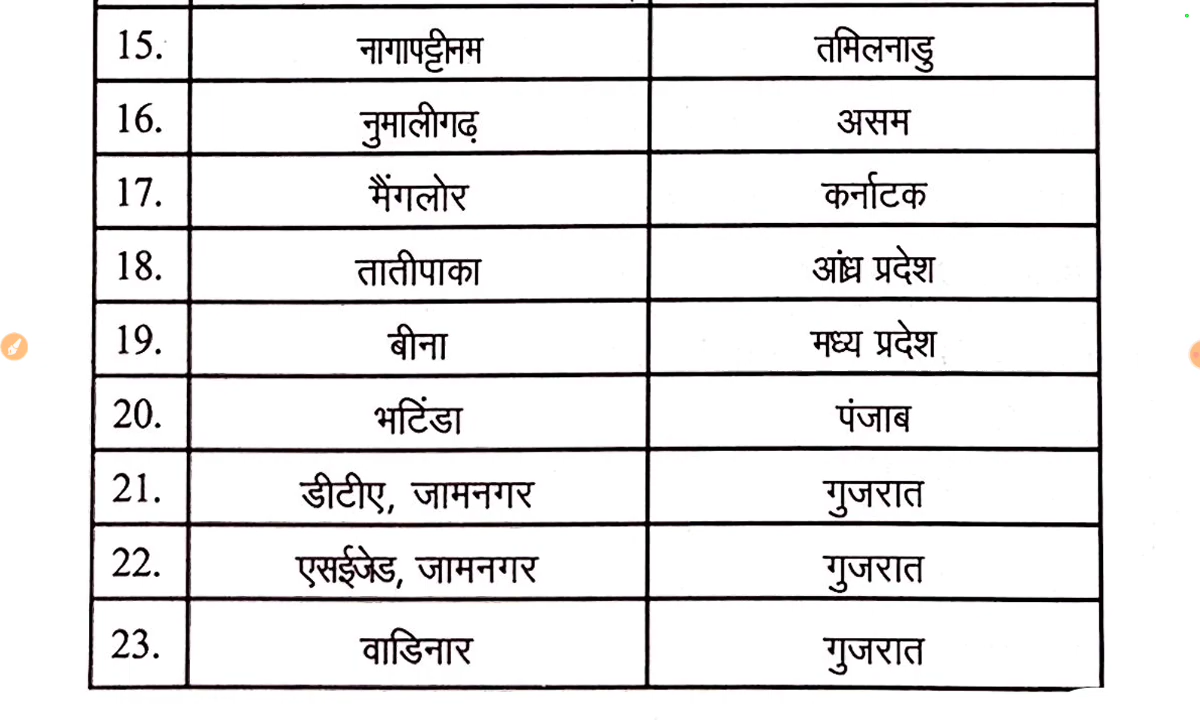 15. नागापट्टीनम तमिलनाडु
16. नुमालीगढ़ असम
17. मैंगलोर कर्नाटक
18. तातीपाका आंध्र प्रदेश
19. बीना मध्य प्रदेश
20. भटिंडा पंजाब
21. डीटीए, जामनगर गुजरात
22. एसईजेड, जामनगर गुजरात
23. वाडिनार गुजरात